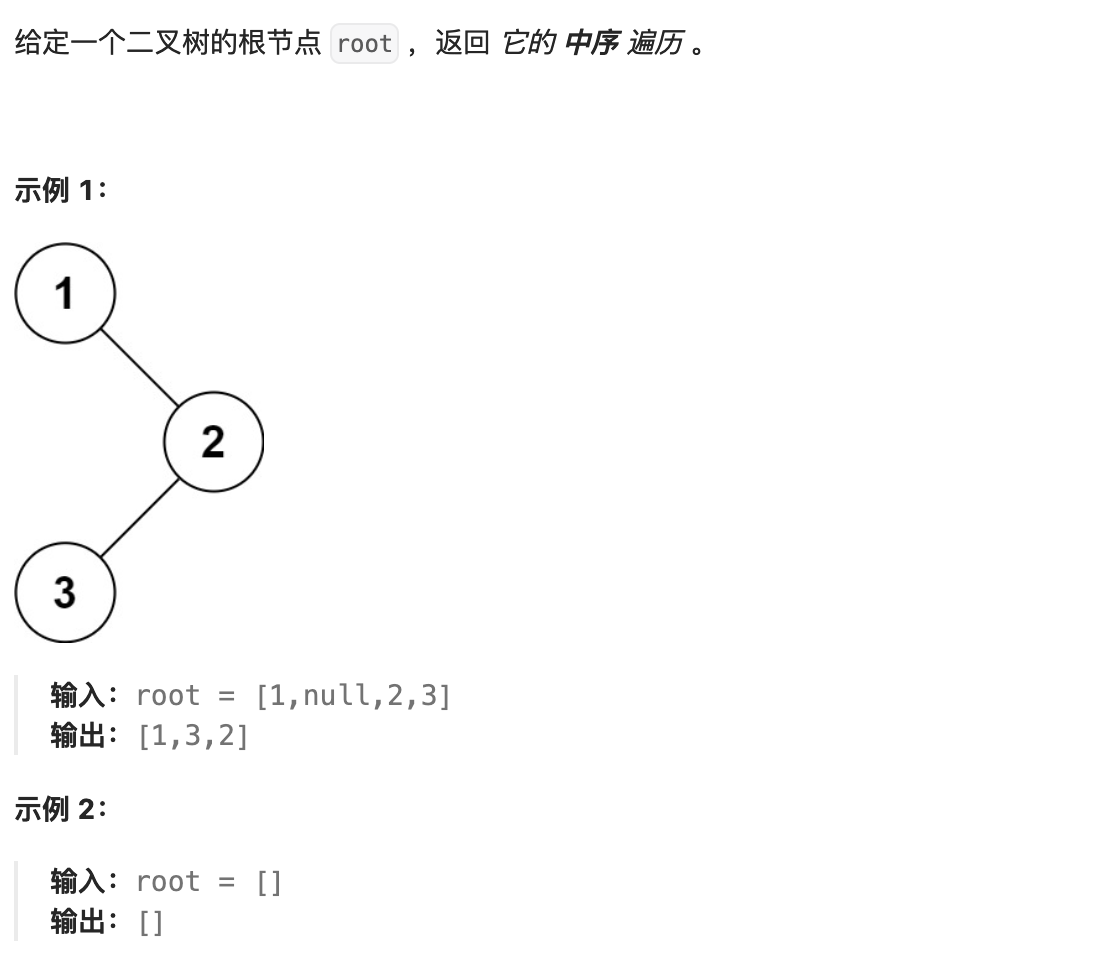 给定一个二叉树的根节点 root ，返回 它的 中序 遍历 。
示例 1：
1
2
3
输入：root = [1,null,2,3]
输出：[1,3,2]
示例 2：
输入：root = []
输出：[]